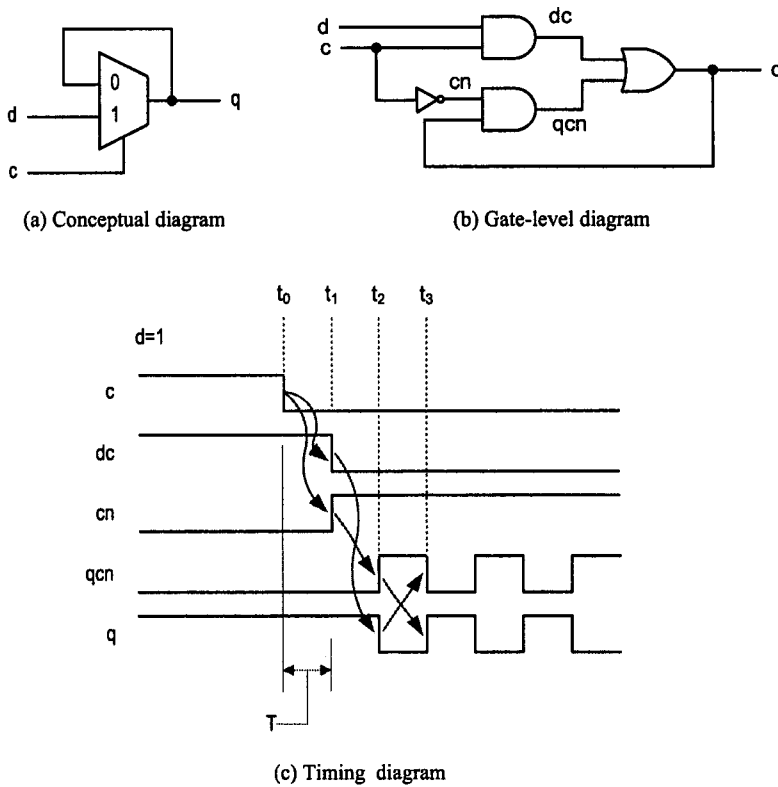 0
1
d
q
c
(a) Conceptual diagram
d
c
dc
cn
qcn
(b) Gate-level diagram
t0 t1 t2 t3
d=1
c
dc
cn
qcn
q
T
(c) Timing diagram